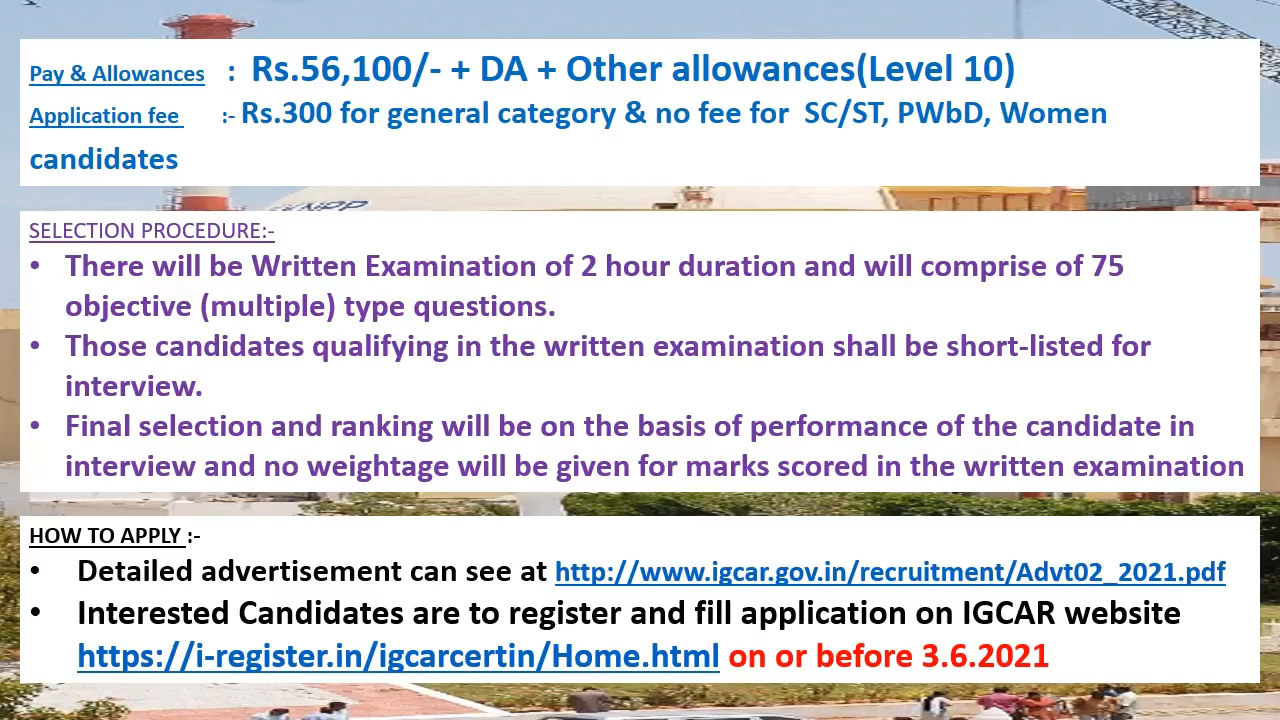 Pay & Allowances : Rs.56,100/- + DA + Other allowances(Level 10)
Application fee :- Rs.300 for general category & no fee for SC/ST, PWbD, Women
candidates
KNPP
SELECTION PROCEDURE:-
• There will be Written Examination of 2 hour duration and will comprise of 75
objective (multiple) type questions.
• Those candidates qualifying in the written examination shall be short-listed for
interview.
• Final selection and ranking will be on the basis of performance of the candidate in
interview and no weightage will be given for marks scored in the written examination
HOW TO APPLY :-
• Detailed advertisement can see at http://www.igcar.gov.in/recruitment/Advt02_2021.pdf
• Interested Candidates are to register and fill application on IGCAR website
https://i-register.in/igcarcertin/Home.html on or before 3.6.2021